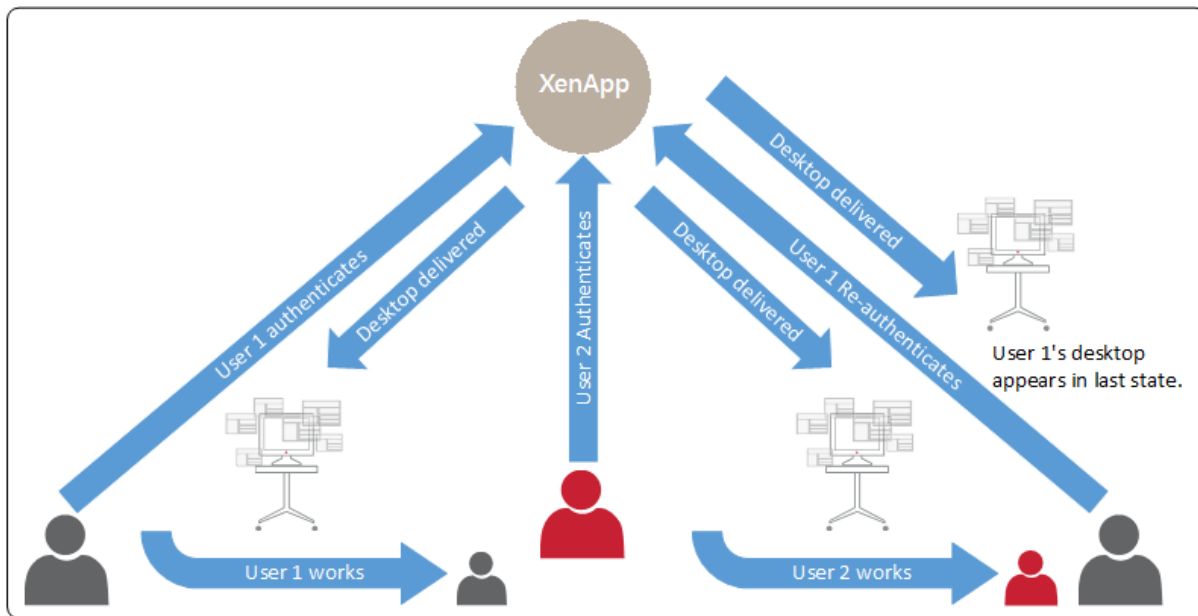 XenApp
User 1 authenticates
Desktop delivered
User 2 Authenticates
Desktop delivered
User 1 Re-authenticates
Desktop delivered
User 1's desktop
appears in last state.
User 1 works
User 2 works